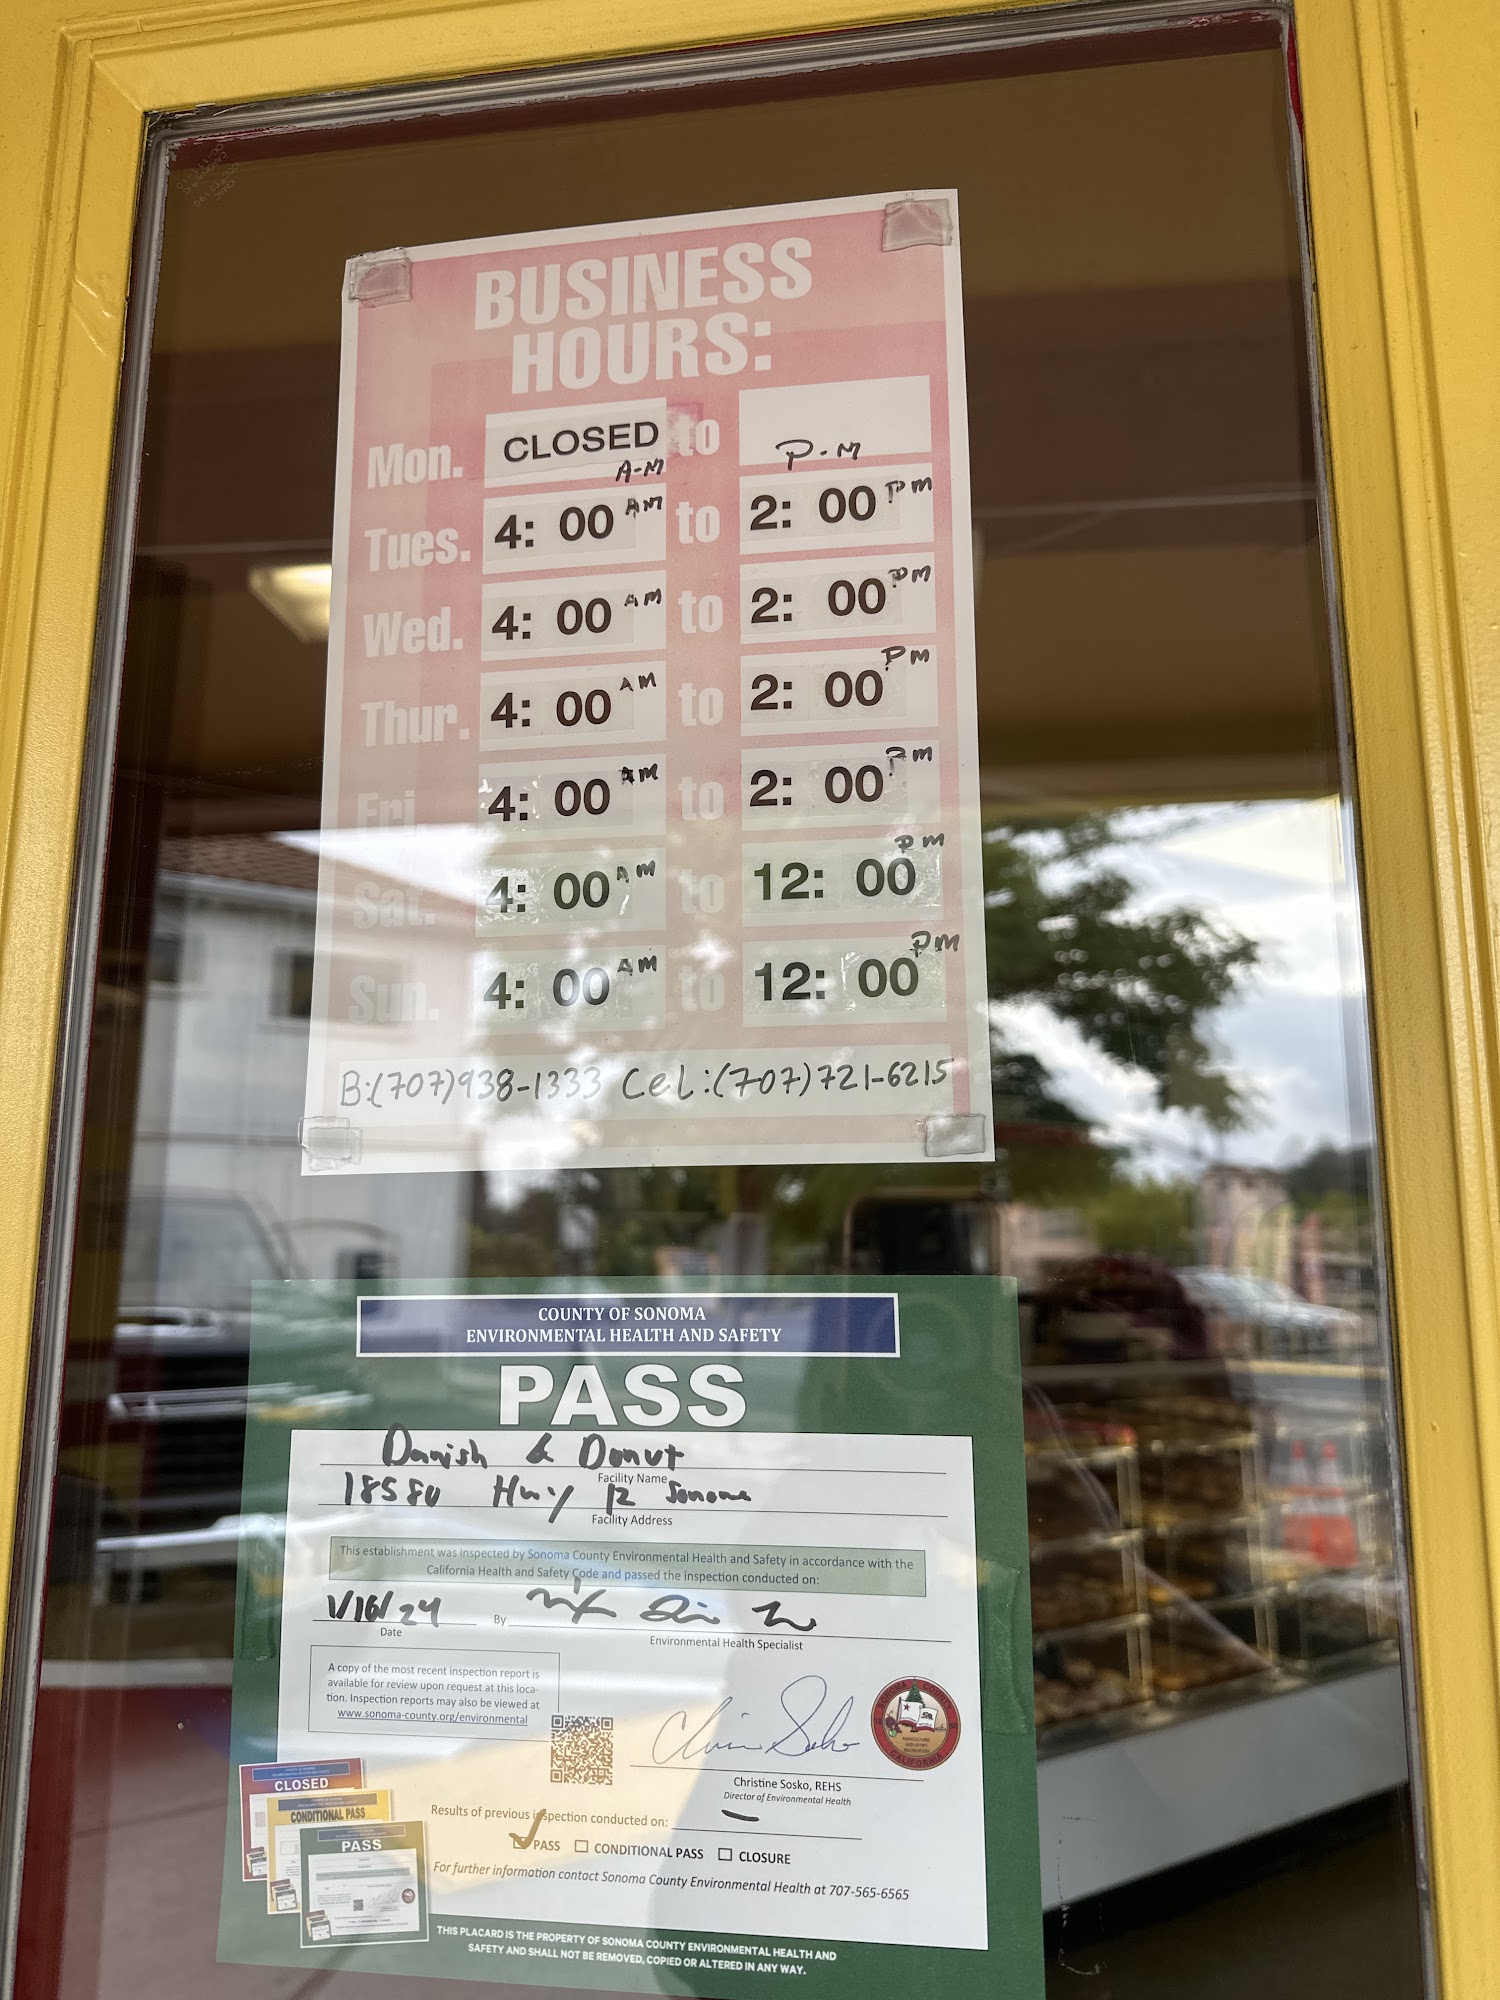 BUSINESS
HOURS:
Mon. CLOSED to
A-M P-M
Tues. 4: 00 AM to 2: 00 PM
Wed. 4: 00 AM to 2: 00 PM
Thur. 4: 00 AM to 2: 00 PM
Fri. 4: 00 AM to 2: 00 PM
Sat. 4: 00 AM to 12: 00 PM
Sun. 4: 00 AM to 12: 00 PM
B:(707)938-1333 CeL:(707)721-6215
COUNTY OF SONOMA
ENVIRONMENTAL HEALTH AND SAFETY
PASS
Danish & Donut
Facility Name
18580 Hwy 12 Sonoma
Facility Address
This establishment was inspected by Sonoma County Environmental Health and Safety in accordance with the
California Health and Safety Code and passed the inspection conducted on:
1/16/24 By
Date Environmental Health Specialist
A copy of the most recent inspection report is
available for review upon request at this loca-
tion. Inspection reports may also be viewed at
www.sonoma-county.org/environmental
SONOMA COUNTY
AGRICULTURE
INDUSTRY
RECREATION
CALIFORNIA
Christine Sosko, REHS
Director of Environmental Health
Results of previous inspection conducted on: —
PASS CONDITIONAL PASS CLOSURE
For further information contact Sonoma County Environmental Health at 707-565-6565
CLOSED
CONDITIONAL PASS
PASS
THIS PLACARD IS THE PROPERTY OF SONOMA COUNTY ENVIRONMENTAL HEALTH AND
SAFETY AND SHALL NOT BE REMOVED, COPIED OR ALTERED IN ANY WAY.